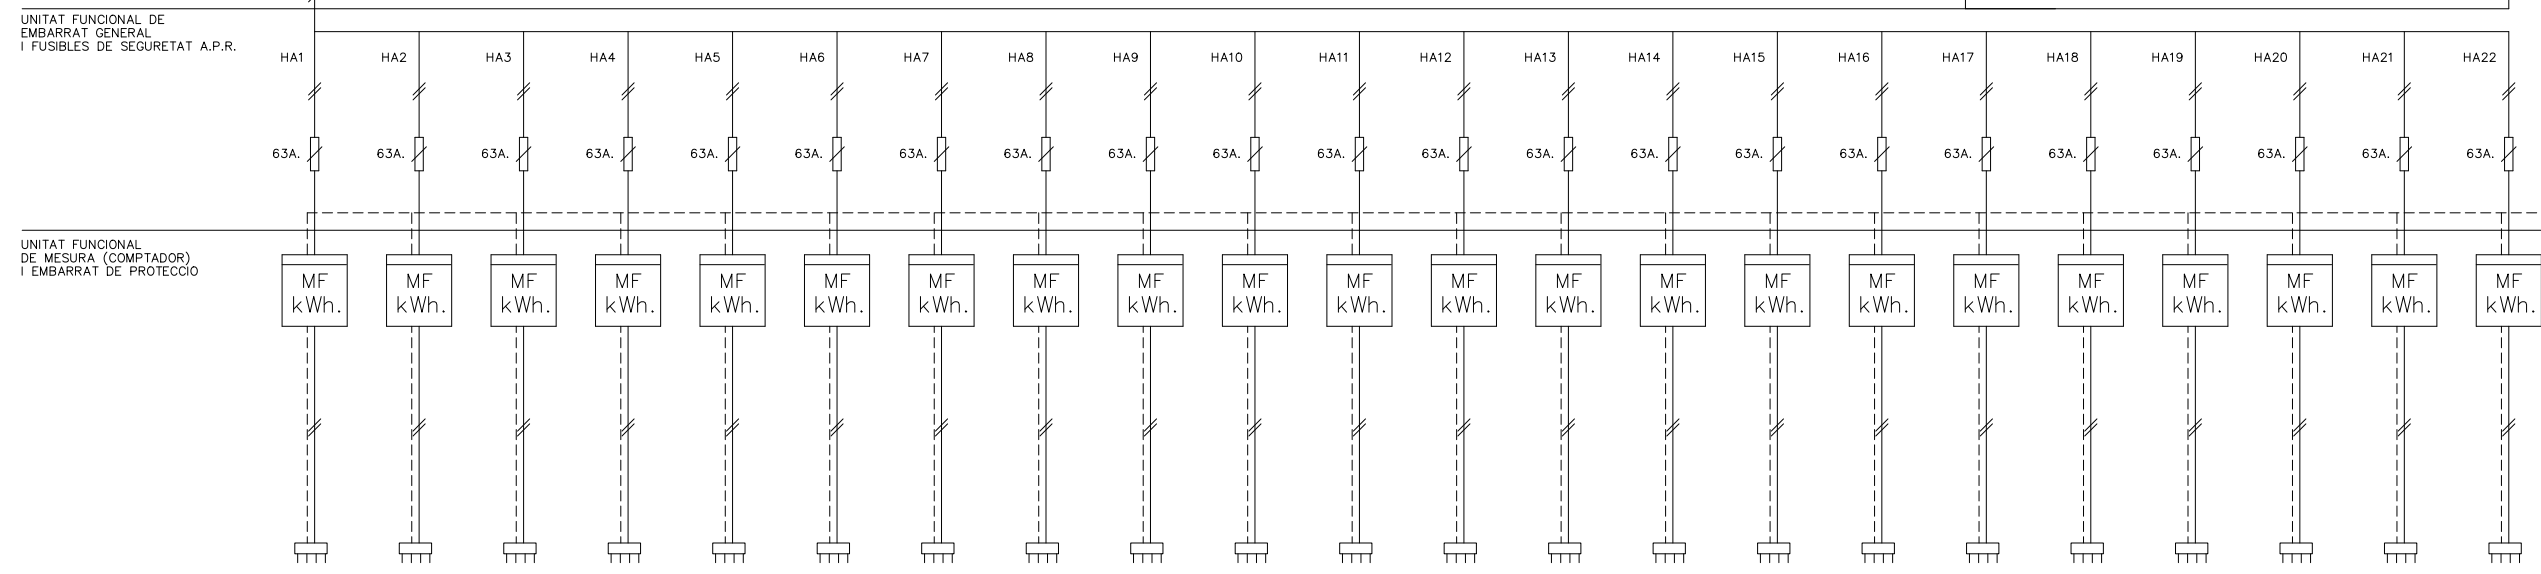 UNITAT FUNCIONAL DE
EMBARRAT GENERAL
I FUSIBLES DE SEGURETAT A.P.R.
HA1 HA2 HA3 HA4 HA5 HA6 HA7 HA8 HA9 HA10 HA11 HA12 HA13 HA14 HA15 HA16 HA17 HA18 HA19 HA20 HA21 HA22
63A. 63A. 63A. 63A. 63A. 63A. 63A. 63A. 63A. 63A. 63A. 63A. 63A. 63A. 63A. 63A. 63A. 63A. 63A. 63A. 63A. 63A.
UNITAT FUNCIONAL
DE MESURA (COMPTADOR)
I EMBARRAT DE PROTECCIO
MF MF MF MF MF MF MF MF MF MF MF MF MF MF MF MF MF MF MF MF MF MF
kWh. kWh. kWh. kWh. kWh. kWh. kWh. kWh. kWh. kWh. kWh. kWh. kWh. kWh. kWh. kWh. kWh. kWh. kWh. kWh. kWh. kWh.